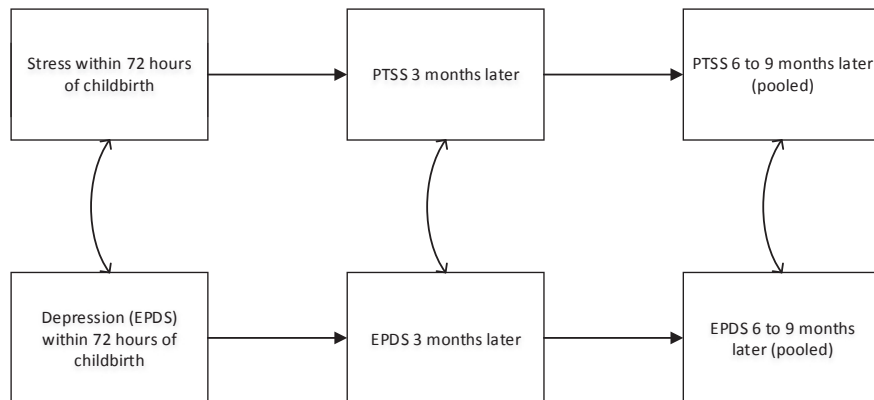 Stress within 72 hours
of childbirth
PTSS 3 months later
PTSS 6 to 9 months later
(pooled)
Depression (EPDS)
within 72 hours of
childbirth
EPDS 3 months later
EPDS 6 to 9 months
later (pooled)